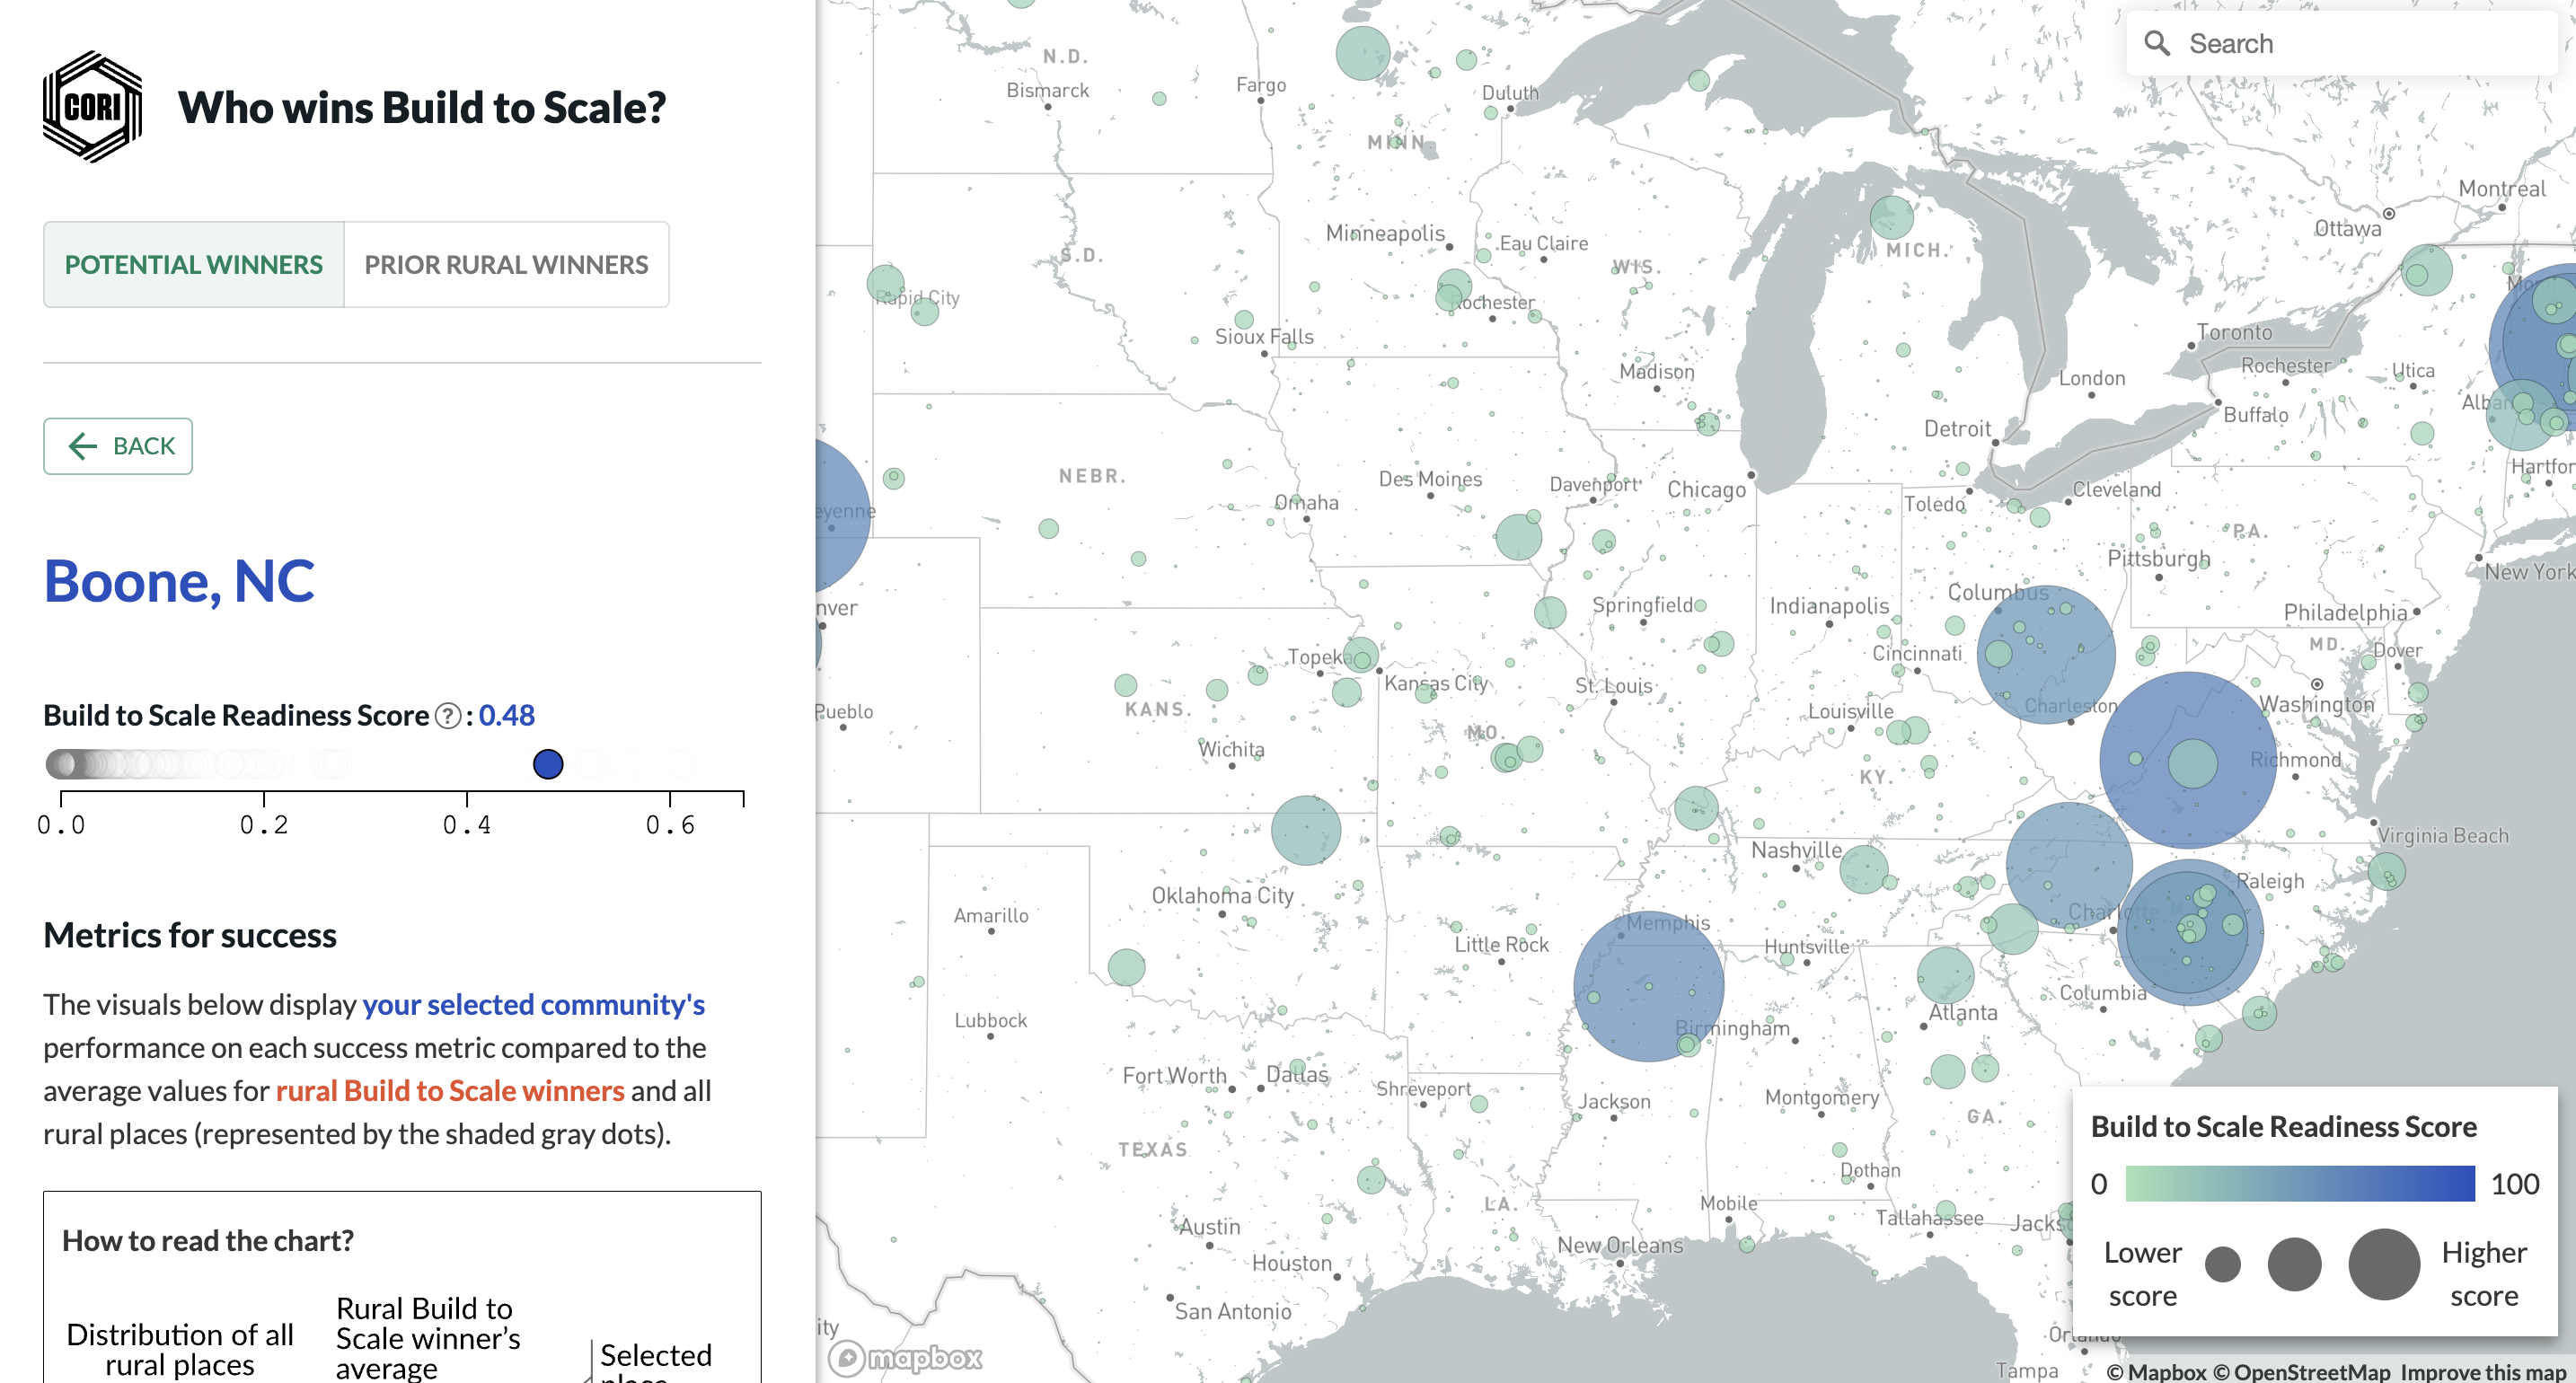 CORI
Who wins Build to Scale?
POTENTIAL WINNERS
PRIOR RURAL WINNERS
BACK
Boone, NC
Build to Scale Readiness Score ? : 0.48
0.0 0.2 0.4 0.6
Metrics for success
The visuals below display your selected community's
performance on each success metric compared to the
average values for rural Build to Scale winners and all
rural places (represented by the shaded gray dots).
How to read the chart?
Distribution of all
rural places
Rural Build to
Scale winner's
average
Selected
place
Search
N.D.
Bismarck
Fargo
Duluth
MINN.
Montreal
Ottawa
Minneapolis
Eau Claire
S.D.
WIS.
MICH.
Rapid City
Rochester
Sioux Falls
Toronto
Rochester
Utica
Madison
London
Buffalo
Detroit
NEBR.
Des Moines
Davenport
Chicago
Toledo
Cleveland
Omaha
PA.
Pittsburgh
New York
Springfield
Indianapolis
Columbus
Philadelphia
MD.
Dover
Topeka
Kansas City
St. Louis
Cincinnati
Washington
Pueblo
KANS.
MO.
Louisville
Charleston
Wichita
Richmond
KY.
Virginia Beach
Nashville
Raleigh
Oklahoma City
Amarillo
Memphis
Charlotte
Little Rock
Huntsville
Columbia
Lubbock
Atlanta
Birmingham
Fort Worth
Dallas
Shreveport
Jackson
Montgomery
GA.
TEXAS
Dothan
LA.
Mobile
Tallahassee
Austin
New Orleans
Houston
San Antonio
Tampa
Build to Scale Readiness Score
0 100
Lower
score
Higher
score
mapbox
© Mapbox © OpenStreetMap Improve this map